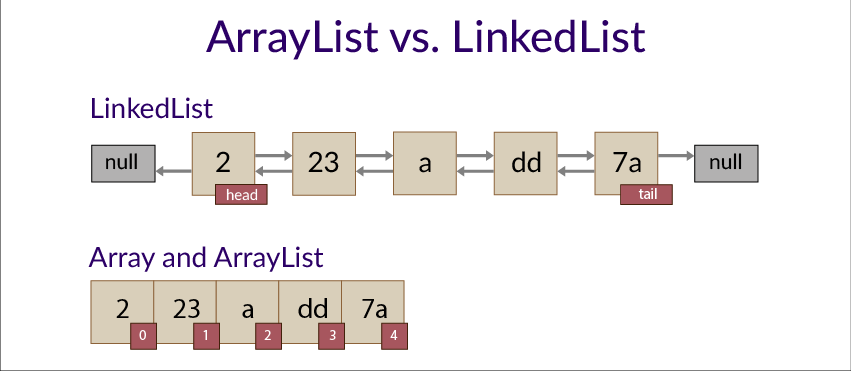 ArrayList vs. LinkedList
LinkedList
null 2 23 a dd 7a null
head tail
Array and ArrayList
2 23 a dd 7a
0 1 2 3 4